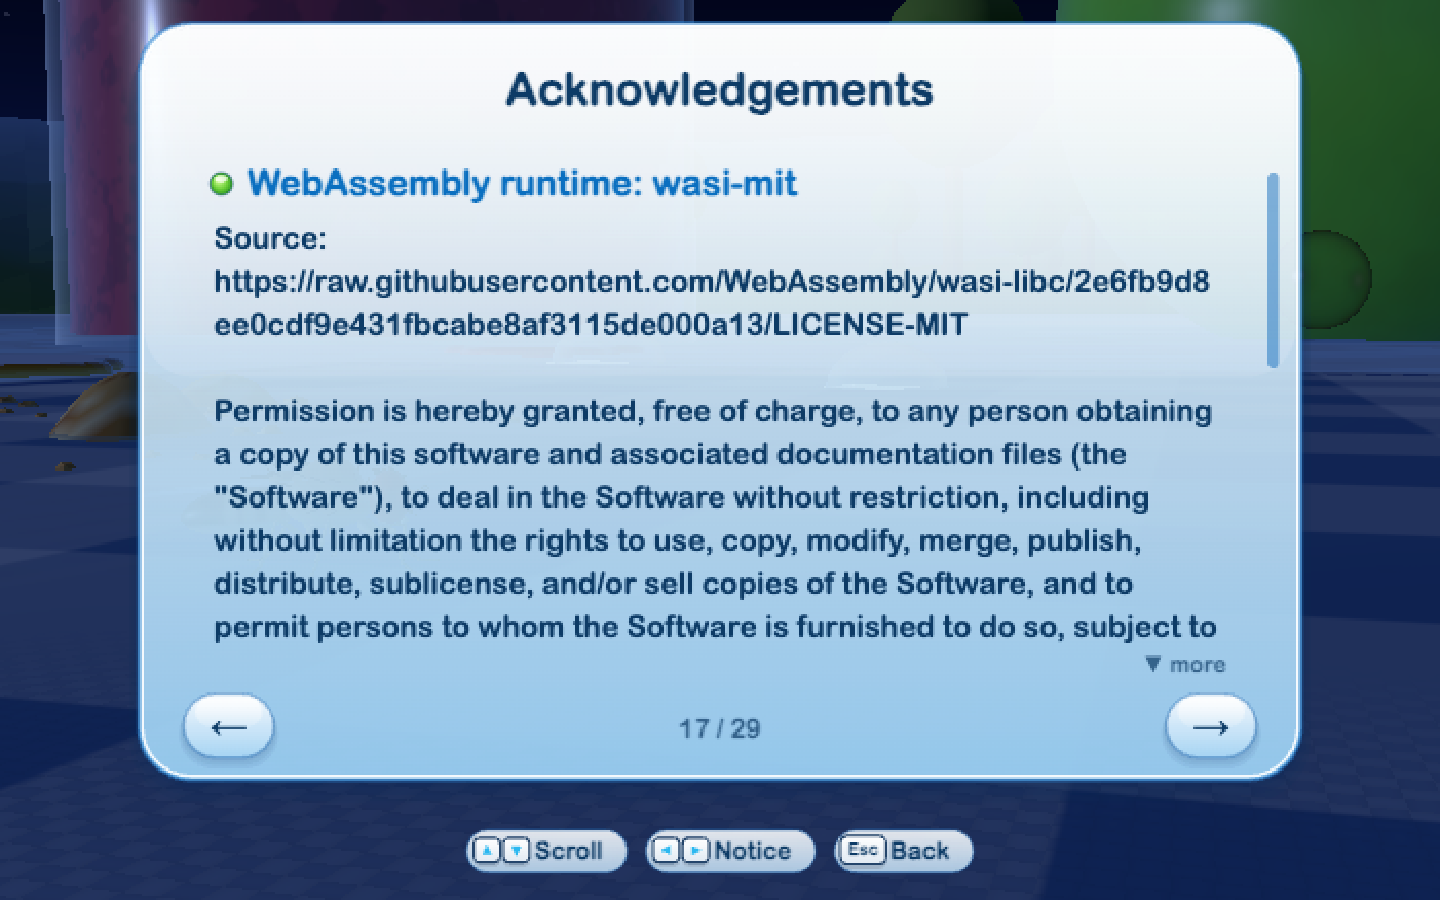 Acknowledgements
WebAssembly runtime: wasi-mit
Source:
https://raw.githubusercontent.com/WebAssembly/wasi-libc/2e6fb9d8
ee0cdf9e431fbcabe8af3115de000a13/LICENSE-MIT
Permission is hereby granted, free of charge, to any person obtaining
a copy of this software and associated documentation files (the
"Software"), to deal in the Software without restriction, including
without limitation the rights to use, copy, modify, merge, publish,
distribute, sublicense, and/or sell copies of the Software, and to
permit persons to whom the Software is furnished to do so, subject to
▼ more
← 17 / 29 →
▲ ▼ Scroll ◄ ► Notice Esc Back